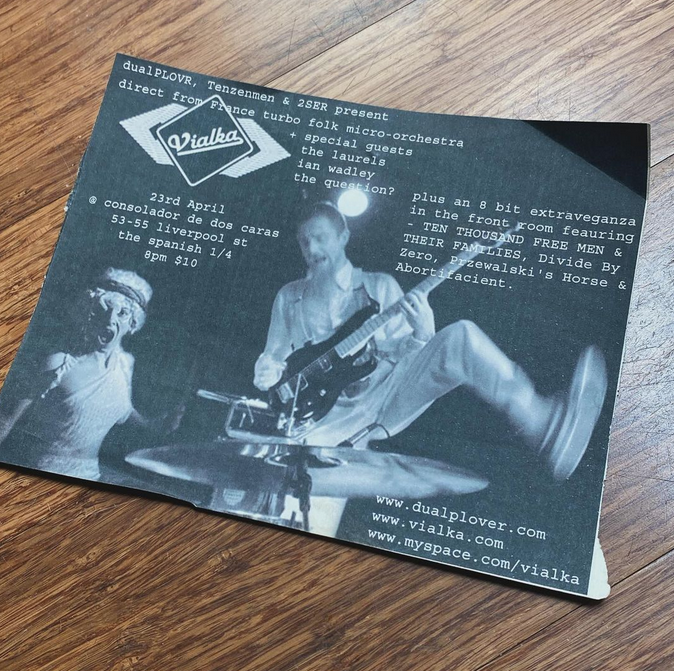 dualPLOVR, Tenzenmen & 2SER present
direct from France turbo folk micro-orchestra
Vialka
+ special guests
the laurels
ian wadley
the question?
23rd April
@ consolador de dos caras
53-55 liverpool st
the spanish 1/4
8pm $10
plus an 8 bit extraveganza
in the front room feauring
- TEN THOUSAND FREE MEN &
THEIR FAMILIES, Divide By
Zero, Przewalski's Horse &
Abortifacient.
www.dualplover.com
www.vialka.com
www.myspace.com/vialka